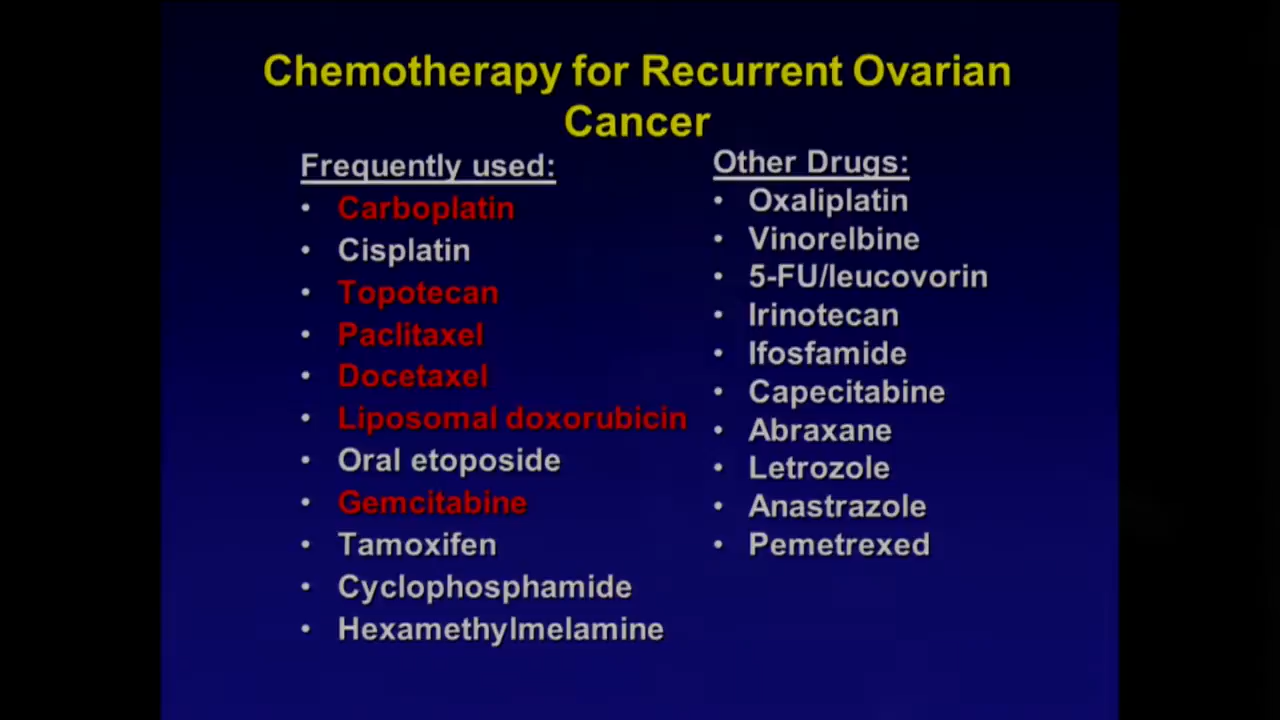 Chemotherapy for Recurrent Ovarian
Cancer
Frequently used:
• Carboplatin
• Cisplatin
• Topotecan
• Paclitaxel
• Docetaxel
• Liposomal doxorubicin
• Oral etoposide
• Gemcitabine
• Tamoxifen
• Cyclophosphamide
• Hexamethylmelamine
Other Drugs:
• Oxaliplatin
• Vinorelbine
• 5-FU/leucovorin
• Irinotecan
• Ifosfamide
• Capecitabine
• Abraxane
• Letrozole
• Anastrazole
• Pemetrexed